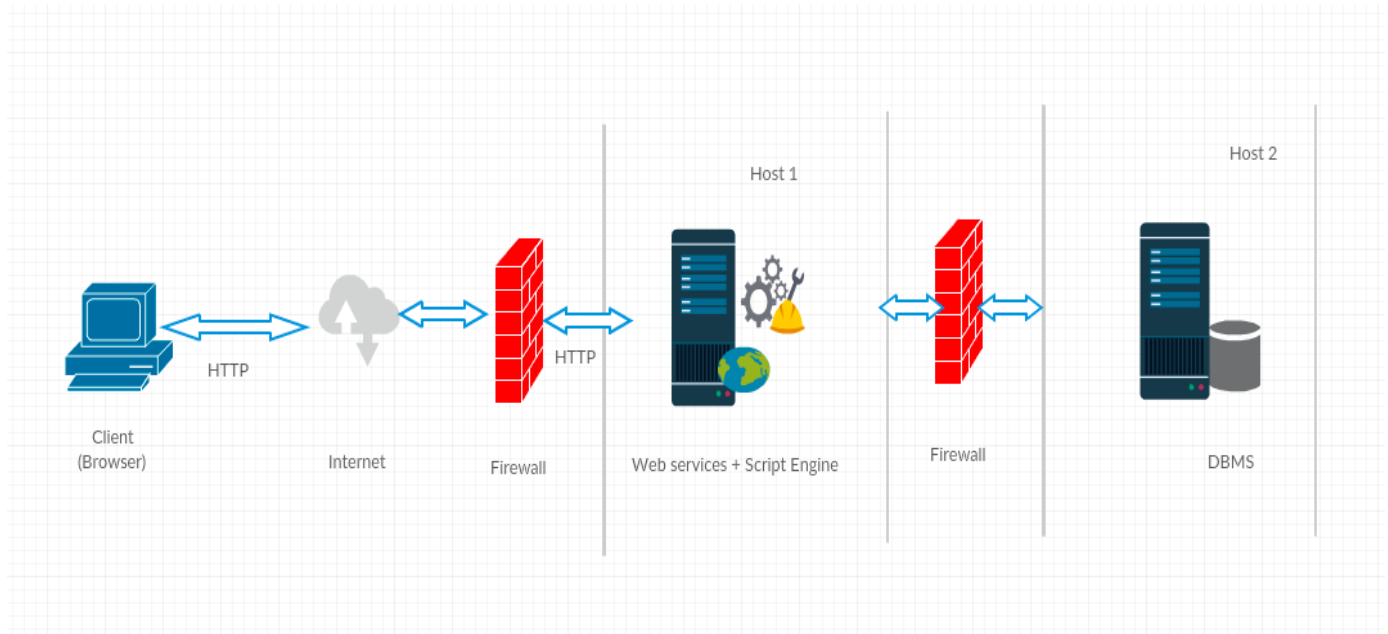 Host 1
Host 2
HTTP
HTTP
Client
(Browser)
Internet
Firewall
Web services + Script Engine
Firewall
DBMS